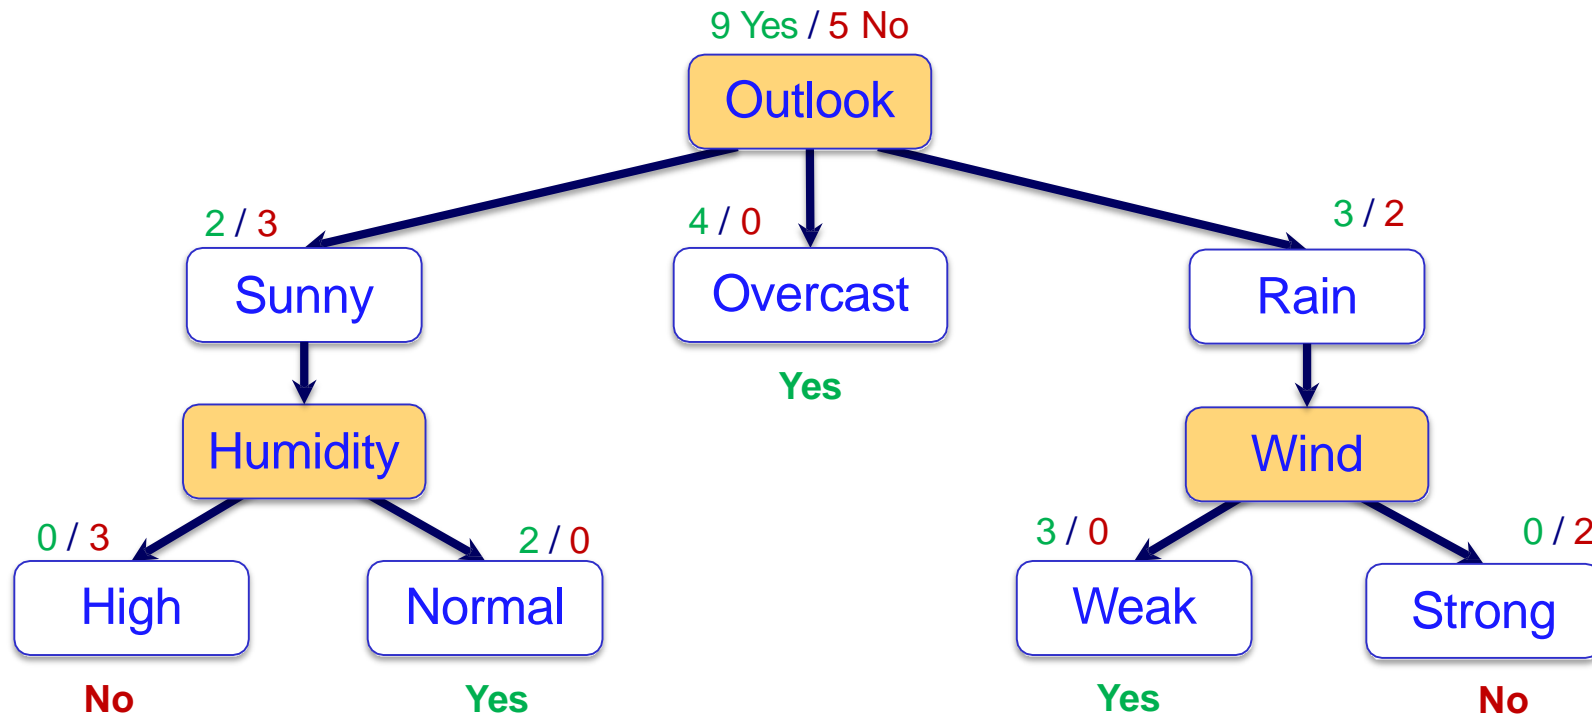 9 Yes / 5 No
Outlook
2 / 3
4 / 0
3 / 2
Sunny
Overcast
Rain
Yes
Humidity
Wind
0 / 3
2 / 0
3 / 0
0 / 2
High
Normal
Weak
Strong
No
Yes
Yes
No